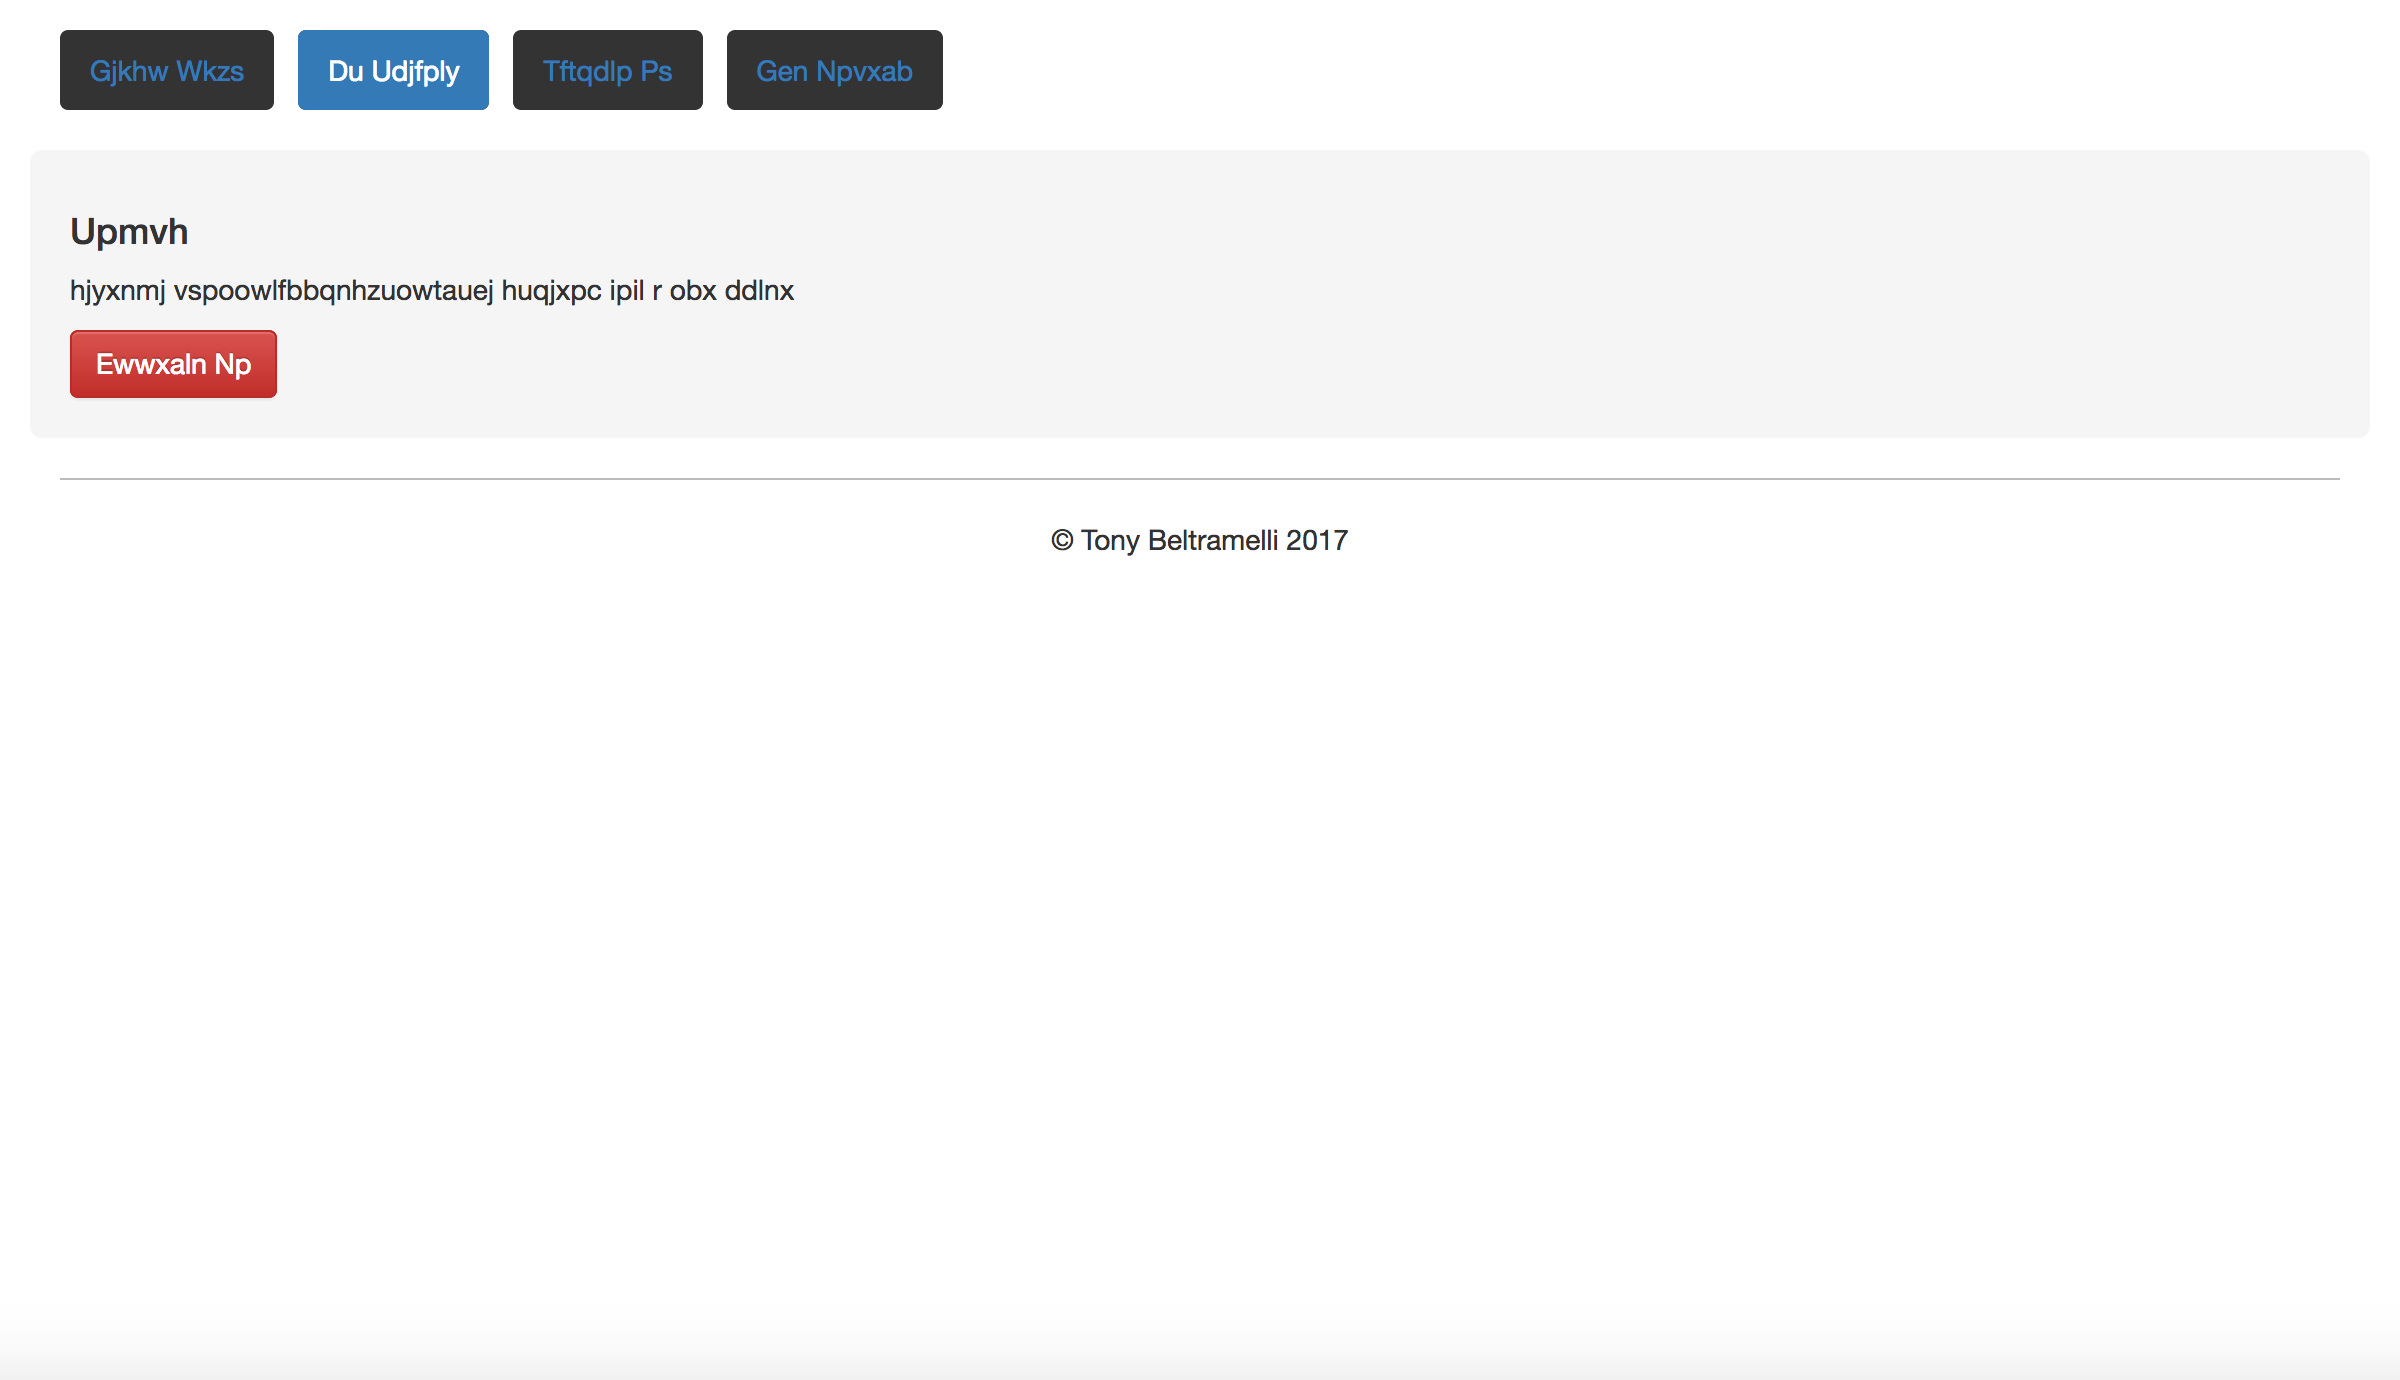 Gjkhw Wkzs Du Udjfply Tftqdlp Ps Gen Npvxab
Upmvh
hjyxnmj vspoowlfbbqnhzuowtauej huqjxpc ipil r obx ddlnx
Ewwxaln Np
© Tony Beltramelli 2017